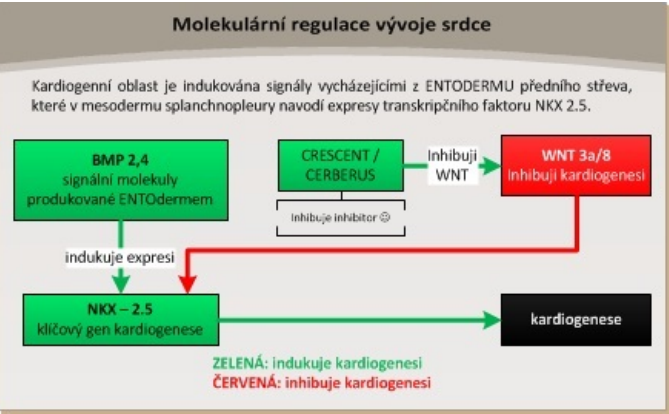 Molekulární regulace vývoje srdce
Kardiogenní oblast je indukována signály vycházejícími z ENTODERMU předního střeva,
které v mesodermu splanchnopleury navodí expresy transkripčního faktoru NKX 2.5.
BMP 2,4
signální molekuly
produkované ENTOdermem
CRESCENT /
CERBERUS
Inhibuje inhibitor ☺
Inhibuji
WNT
WNT 3a/8
Inhibuji kardiogenesi
indukuje expresi
NKX – 2.5
klíčový gen kardiogenese
kardiogenese
ZELENÁ: indukuje kardiogenesi
ČERVENÁ: inhibuje kardiogenesi